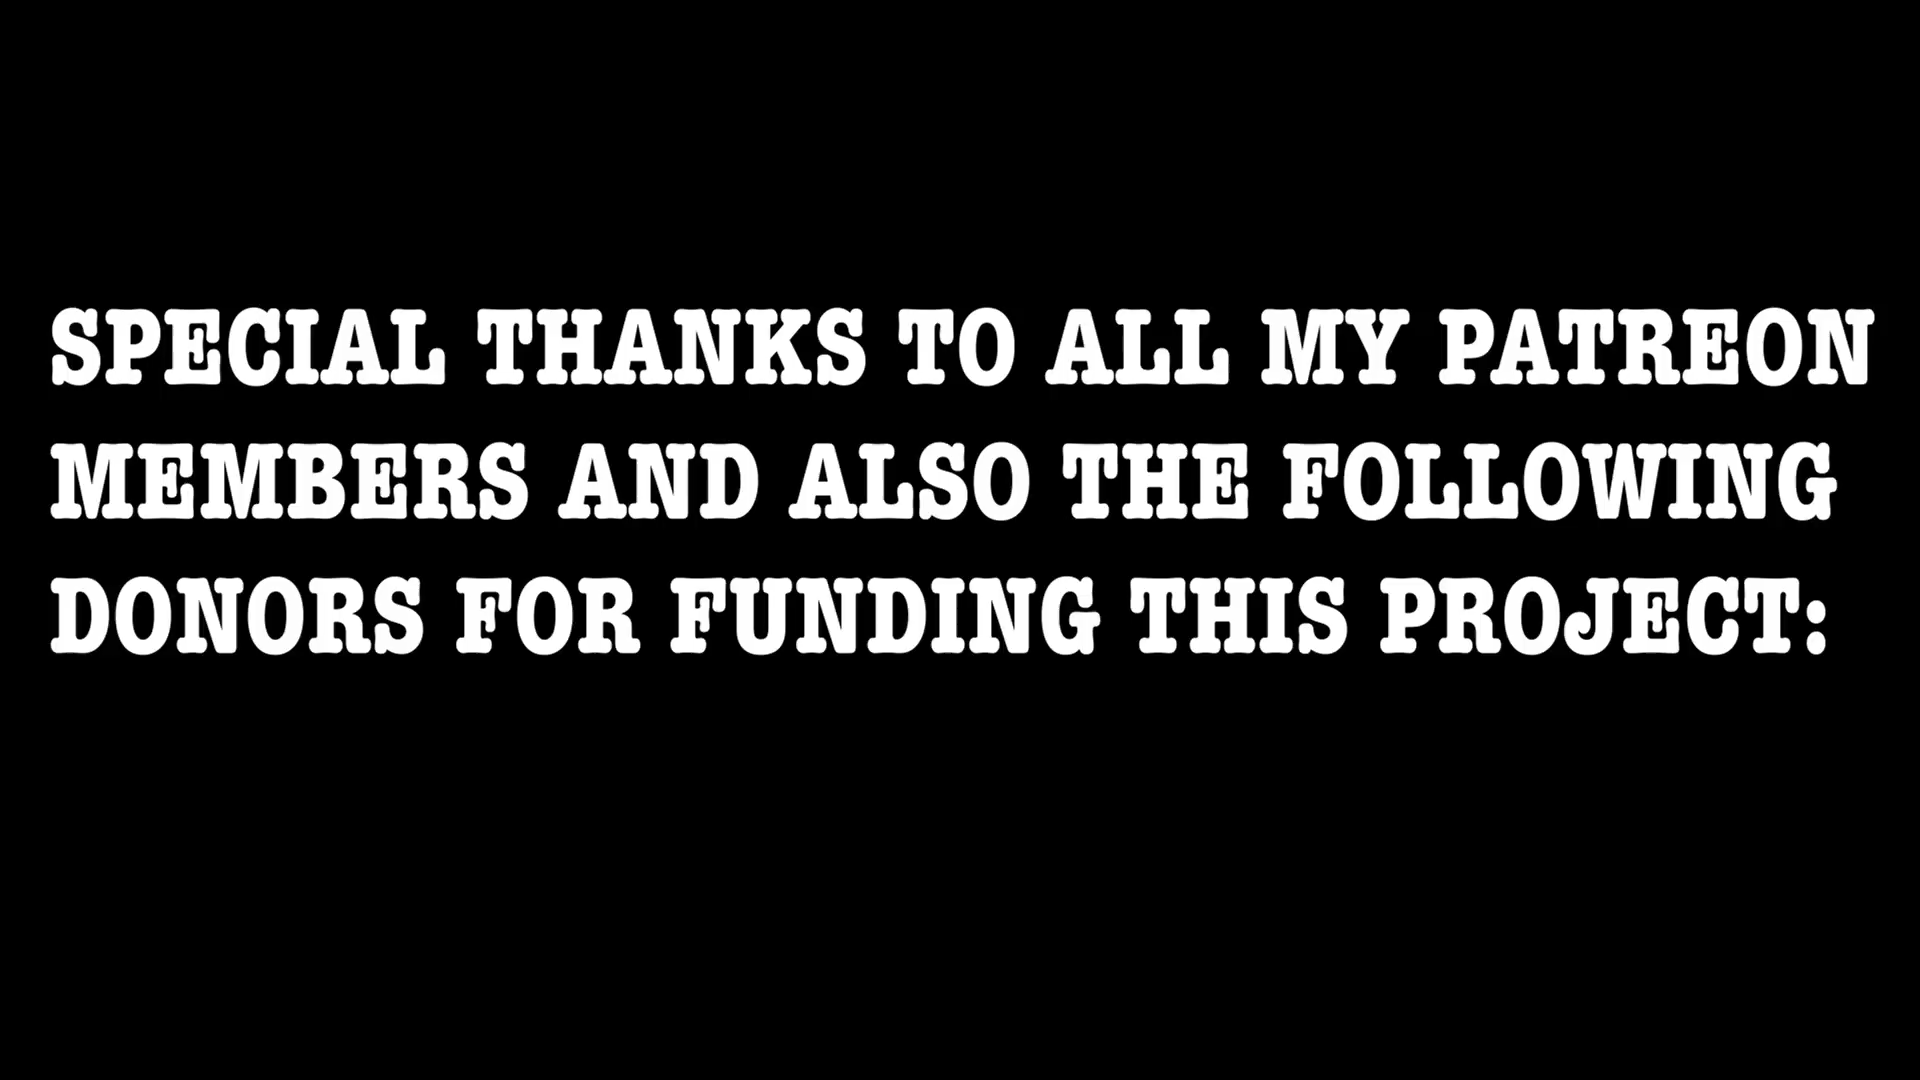 SPECIAL THANKS TO ALL MY PATREON
MEMBERS AND ALSO THE FOLLOWING
DONORS FOR FUNDING THIS PROJECT: